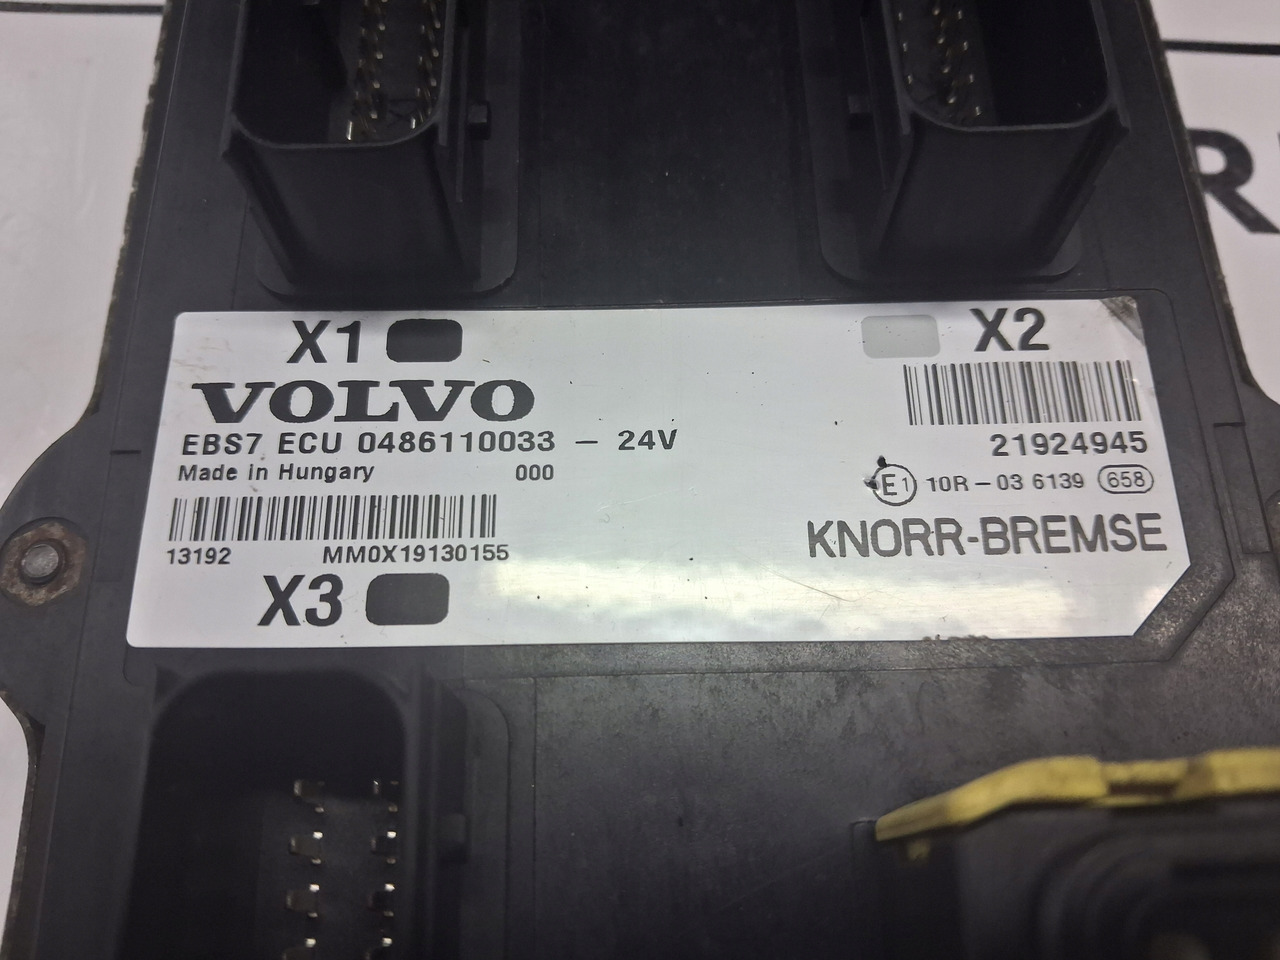 X1
X2
VOLVO
EBS7 ECU 0486110033 – 24V
Made in Hungary 000
21924945
E1 10R – 03 6139 658
13192 MM0X19130155
KNORR-BREMSE
X3
R